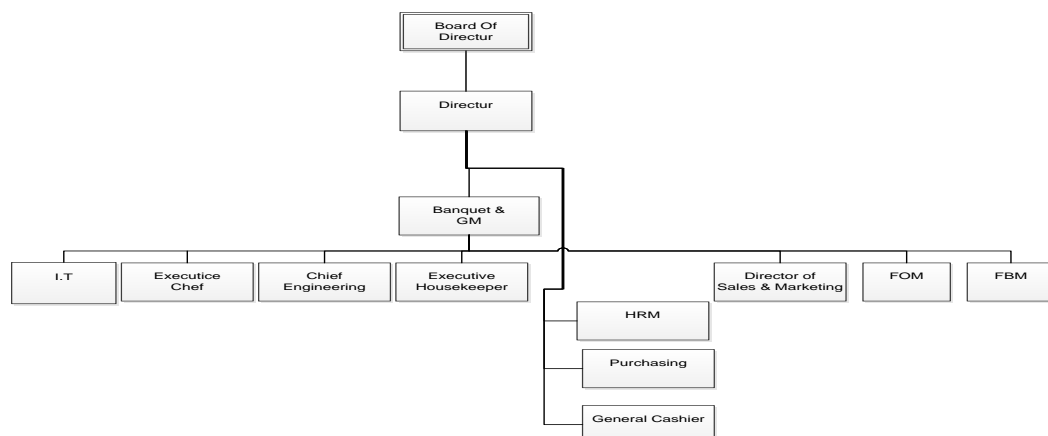 Board Of
Directur
Directur
Banquet &
GM
I.T
Executice
Chef
Chief
Engineering
Executive
Housekeeper
Director of
Sales & Marketing
FOM
FBM
HRM
Purchasing
General Cashier